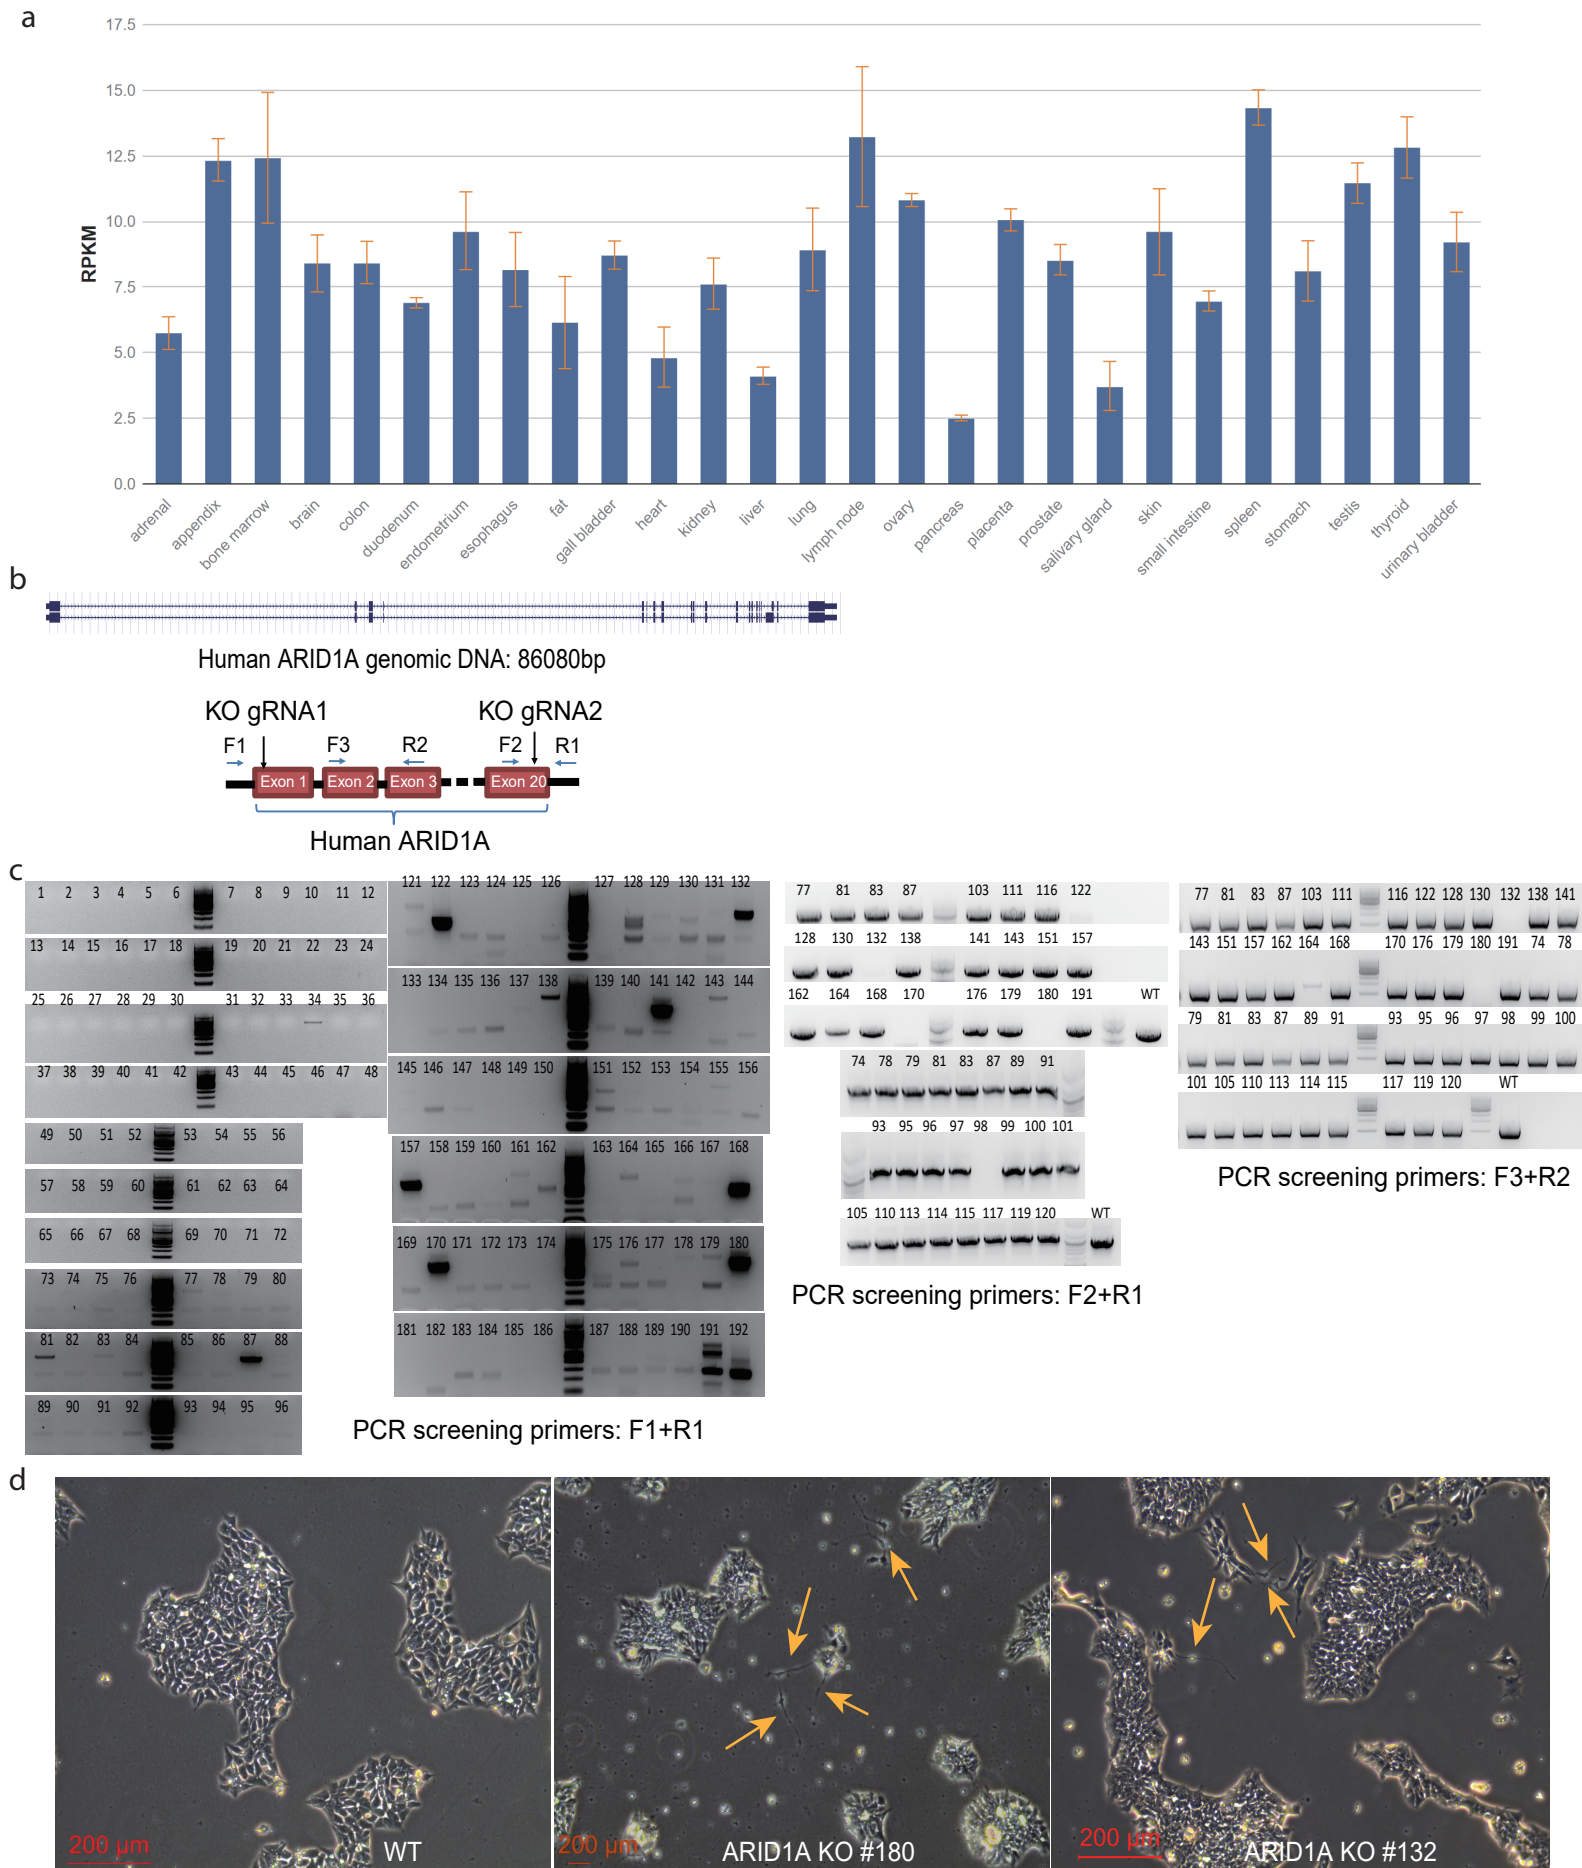 a
17.5
15.0
12.5
10.0
7.5
5.0
2.5
0.0
RPKM
adrenal
appendix
bone marrow
brain
colon
duodenum
endometrium
esophagus
fat
gall bladder
heart
kidney
liver
lung
lymph node
ovary
pancreas
placenta
prostate
salivary gland
skin
small intestine
spleen
stomach
testis
thyroid
urinary bladder
b
Human ARID1A genomic DNA: 86080bp
KO gRNA1 KO gRNA2
F1 F3 R2 F2 R1
Exon 1 Exon 2 Exon 3 Exon 20
Human ARID1A
c
1 2 3 4 5 6 7 8 9 10 11 12
13 14 15 16 17 18 19 20 21 22 23 24
25 26 27 28 29 30 31 32 33 34 35 36
37 38 39 40 41 42 43 44 45 46 47 48
49 50 51 52 53 54 55 56
57 58 59 60 61 62 63 64
65 66 67 68 69 70 71 72
73 74 75 76 77 78 79 80
81 82 83 84 85 86 87 88
89 90 91 92 93 94 95 96
121 122 123 124 125 126 127 128 129 130 131 132
133 134 135 136 137 138 139 140 141 142 143 144
145 146 147 148 149 150 151 152 153 154 155 156
157 158 159 160 161 162 163 164 165 166 167 168
169 170 171 172 173 174 175 176 177 178 179 180
181 182 183 184 185 186 187 188 189 190 191 192
PCR screening primers: F1+R1
77 81 83 87 103 111 116 122
128 130 132 138 141 143 151 157
162 164 168 170 176 179 180 191 WT
74 78 79 81 83 87 89 91
93 95 96 97 98 99 100 101
105 110 113 114 115 117 119 120 WT
PCR screening primers: F2+R1
77 81 83 87 103 111 116 122 128 130 132 138 141
143 151 157 162 164 168 170 176 179 180 191 74 78
79 81 83 87 89 91 93 95 96 97 98 99 100
101 105 110 113 114 115 117 119 120 WT
PCR screening primers: F3+R2
d
200 µm
WT
200 µm
ARID1A KO #180
200 µm
ARID1A KO #132